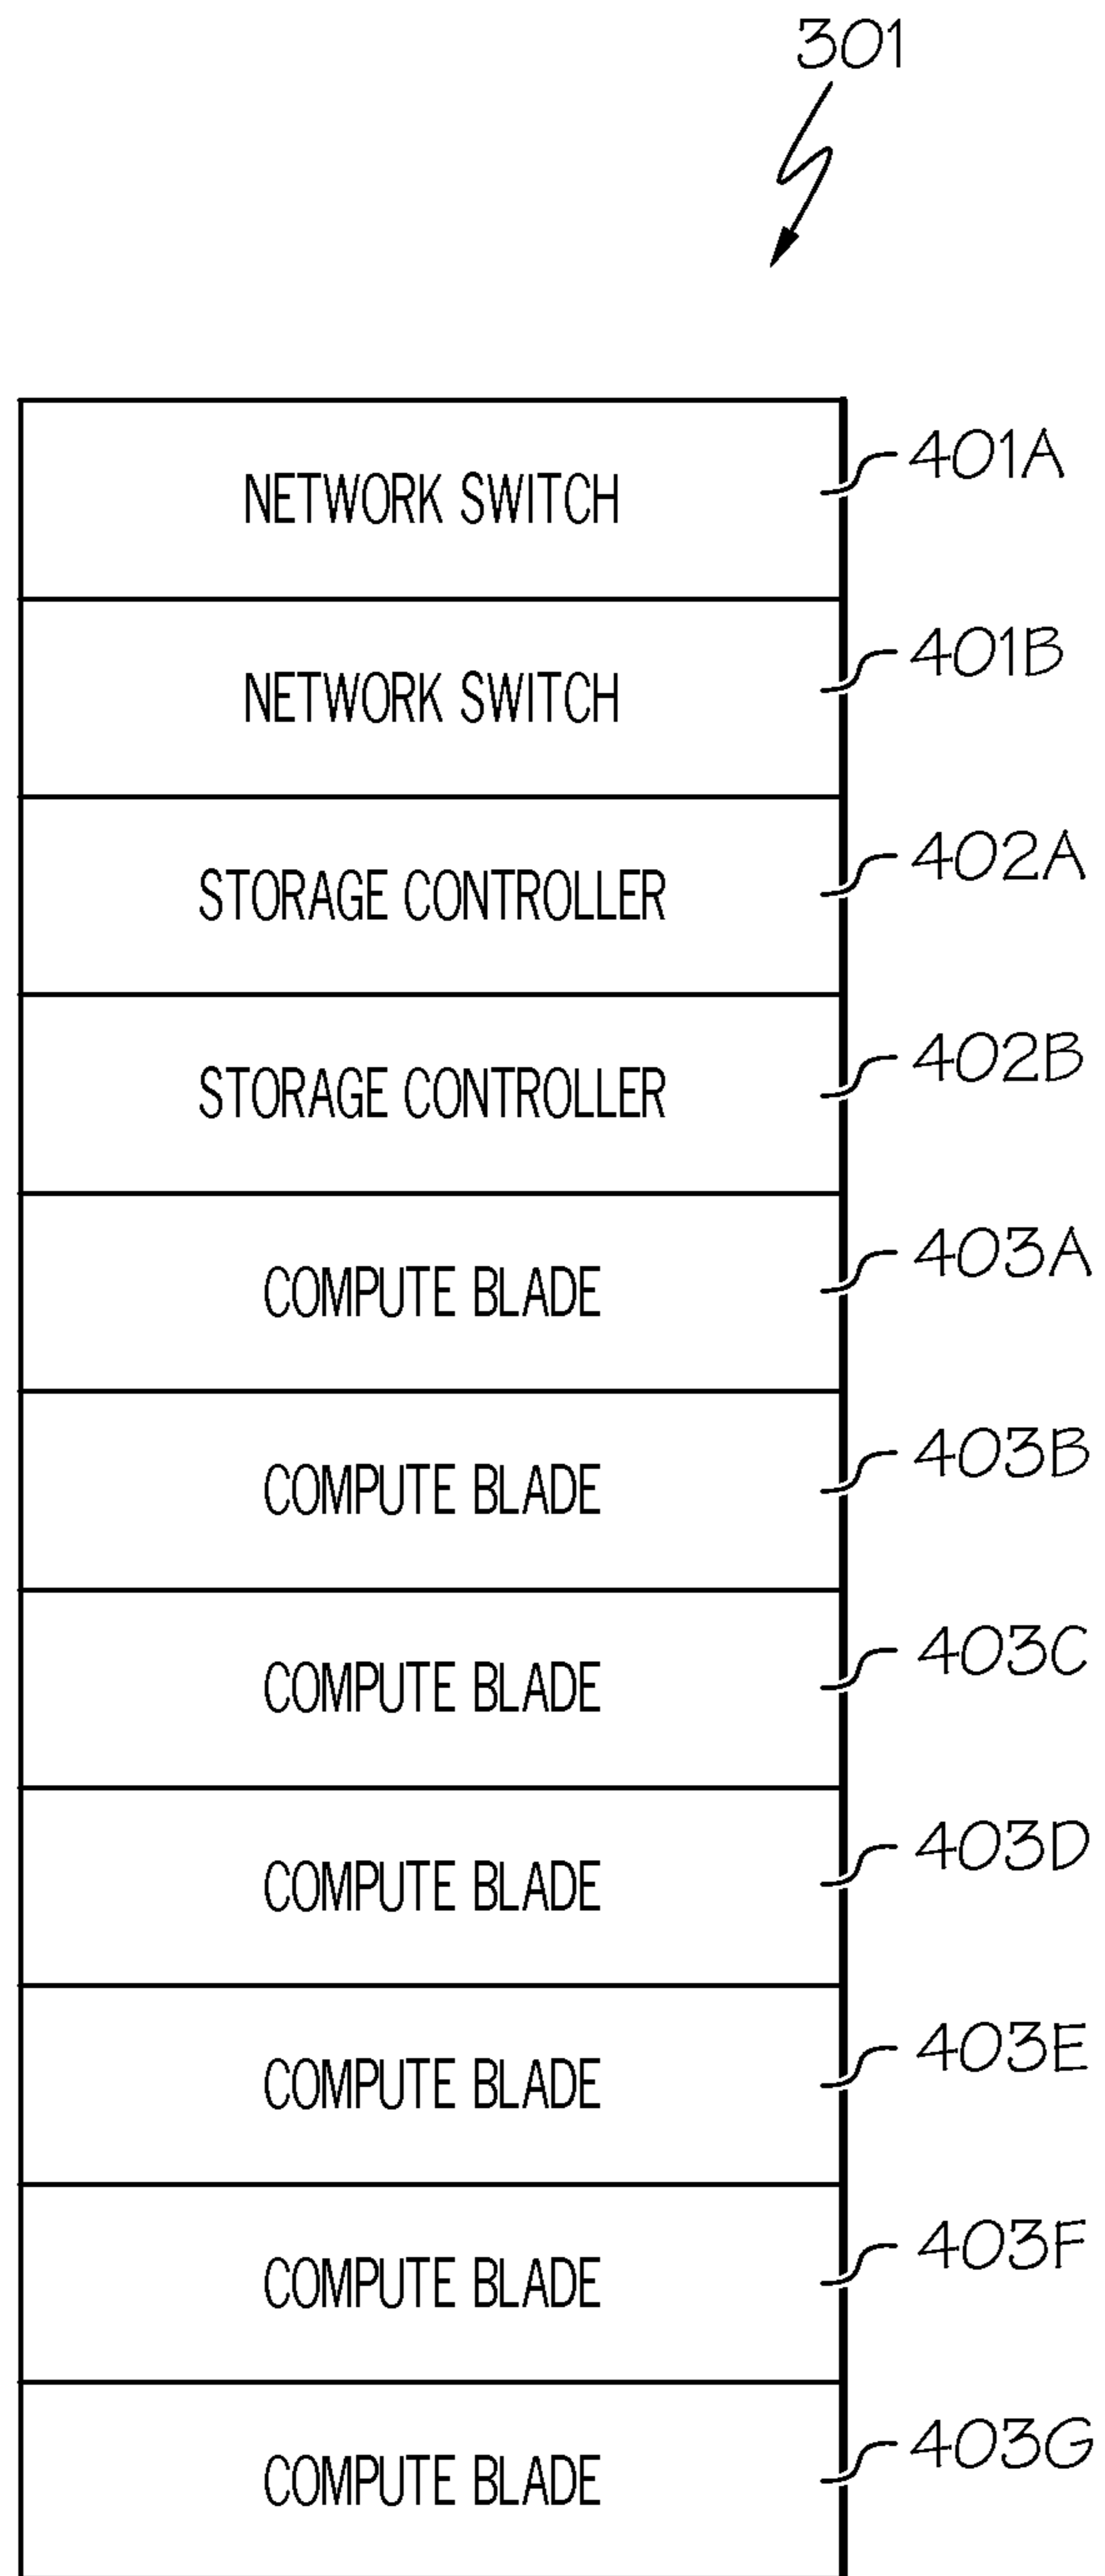 301
NETWORK SWITCH 401A
NETWORK SWITCH 401B
STORAGE CONTROLLER 402A
STORAGE CONTROLLER 402B
COMPUTE BLADE 403A
COMPUTE BLADE 403B
COMPUTE BLADE 403C
COMPUTE BLADE 403D
COMPUTE BLADE 403E
COMPUTE BLADE 403F
COMPUTE BLADE 403G